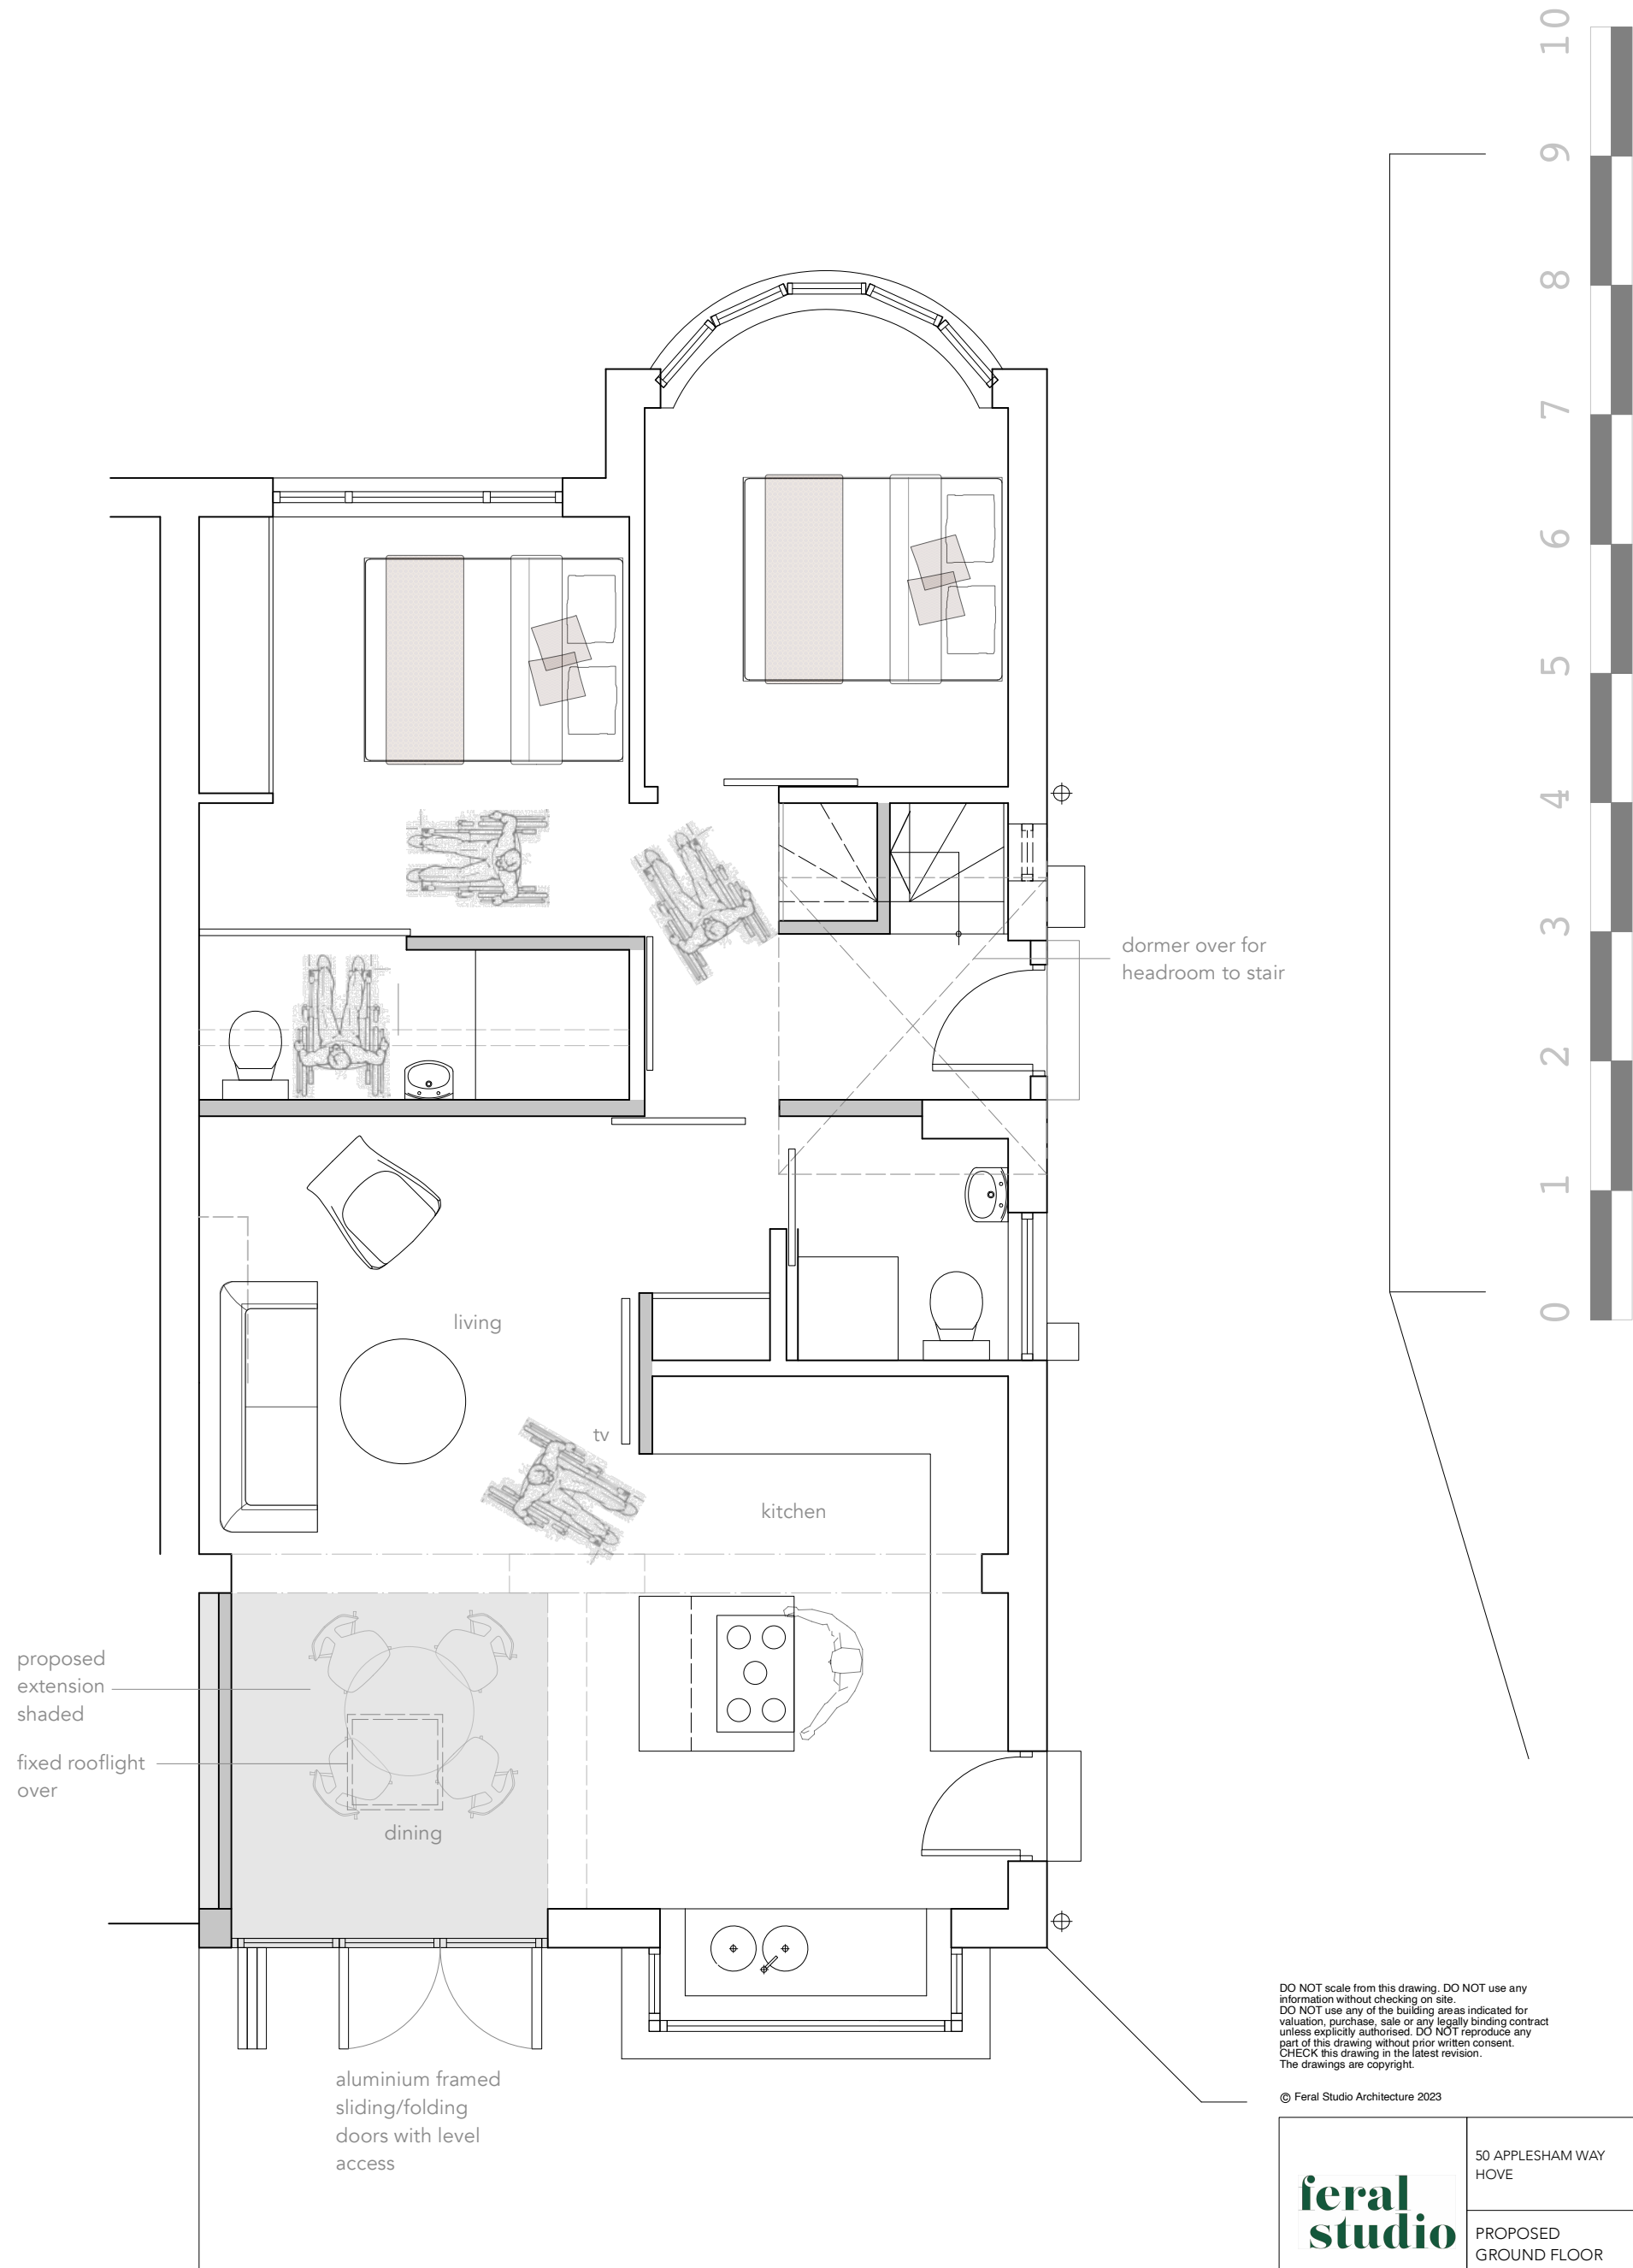 10
9
8
7
6
5
4
3
2
1
0
dormer over for
headroom to stair
living
tv
kitchen
proposed
extension
shaded
fixed rooflight
over
dining
aluminium framed
sliding/folding
doors with level
access
DO NOT scale from this drawing. DO NOT use any
information without checking on site.
DO NOT use any of the building areas indicated for
valuation, purchase, sale or any legally binding contract
unless explicitly authorised. DO NOT reproduce any
part of this drawing without prior written consent.
CHECK this drawing in the latest revision.
The drawings are copyright.
© Feral Studio Architecture 2023
feral
studio
50 APPLESHAM WAY
HOVE
PROPOSED
GROUND FLOOR